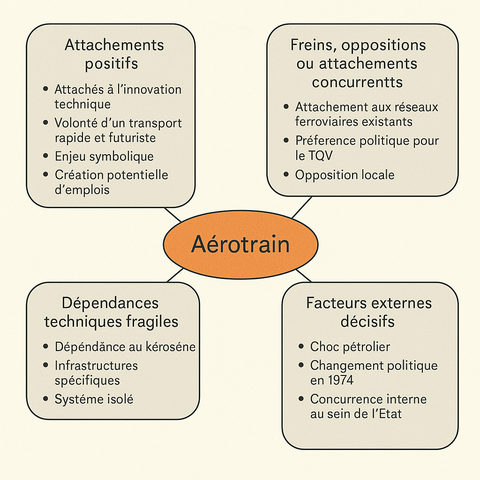 Attachements
positifs
• Attachés à l’innovation
technique
• Volonté d’un transport
rapide et futuriste
• Enjeu symbolique
• Création potentielle
d’emplois
Freins, oppositions
ou attachements
concurrentts
• Attachement aux réseaux
ferroviaires existants
• Préference politique pour
le TQV
• Opposition locale
Aérotrain
Dépendances
techniques fragiles
• Dépéndãnce au kéroséne
• Infrastructures
spécifiques
• Systéme isolé
Facteurs externes
décisifs
• Choc pétrolier
• Changement politique
en 1974
• Concurrence interne
au sein de l’Etat